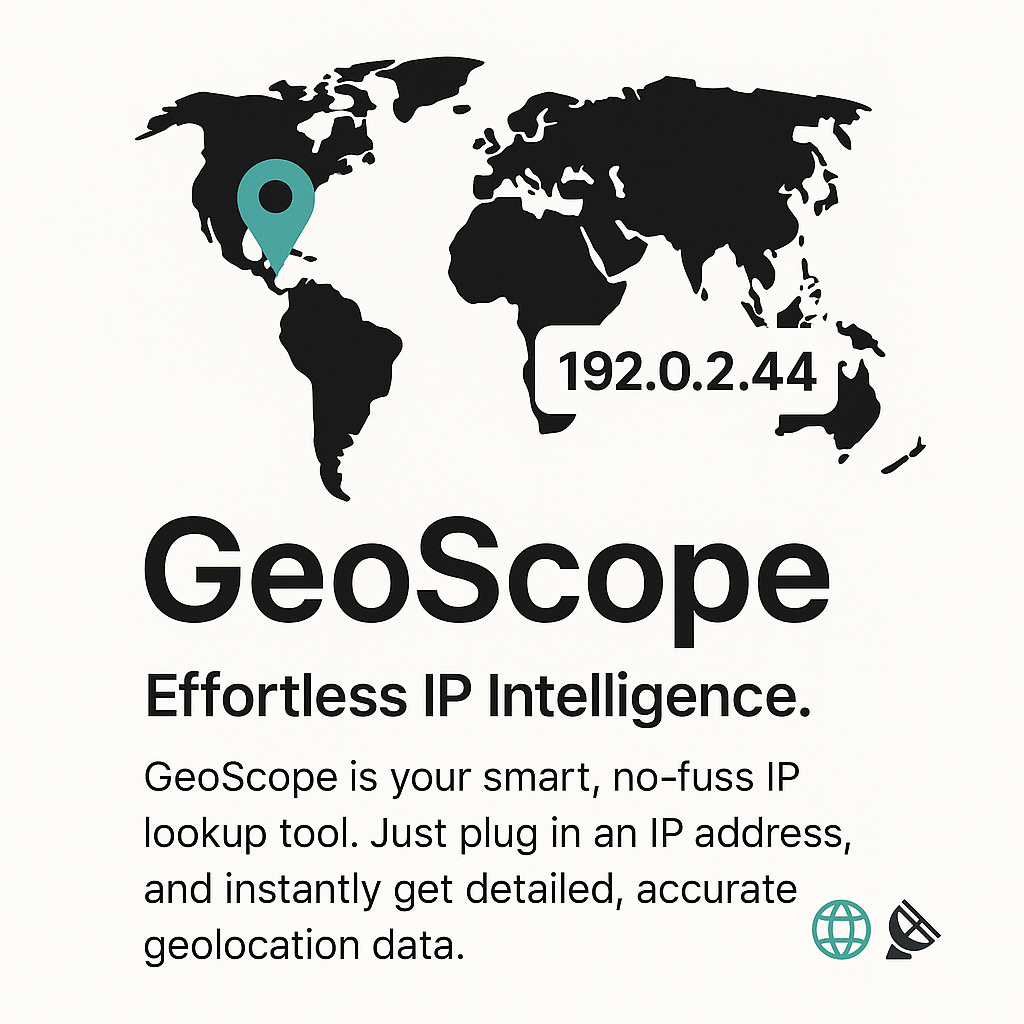 192.0.2.44
GeoScope
Effortless IP Intelligence.
GeoScope is your smart, no-fuss IP
lookup tool. Just plug in an IP address,
and instantly get detailed, accurate
geolocation data.